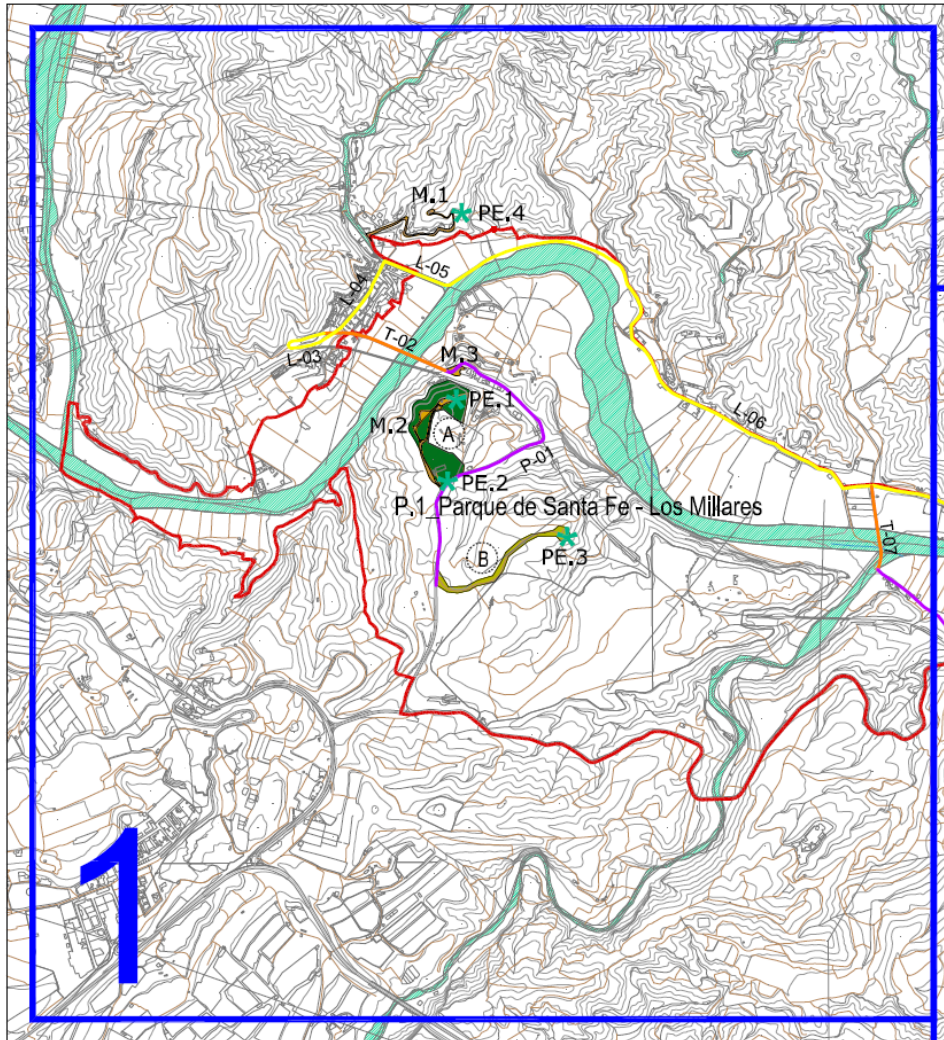 M.1
PE.4
L-05
L-04
T-02
L-03
M.3
PE.1
M.2
A
L-06
P-01
PE.2
P.1_Parque de Santa Fe - Los Millares
PE.3
B
T-07
1